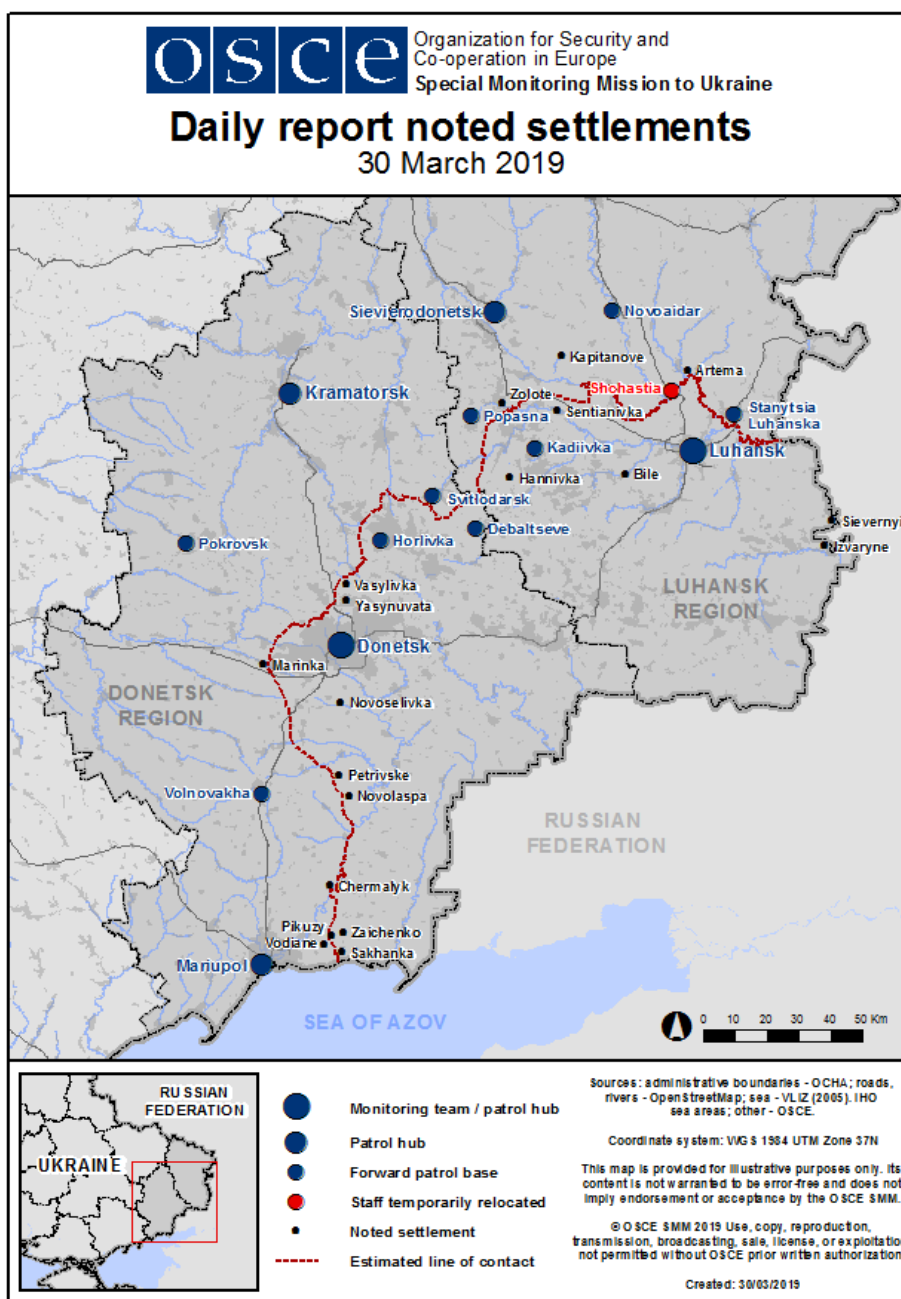 osce
Organization for Security and
Co-operation in Europe
Special Monitoring Mission to Ukraine
Daily report noted settlements
30 March 2019
Sievierodonetsk
Novoaidar
Kapitanove
Artema
Shchastia
Kramatorsk
Zolote
Sentianivka
Popasna
Stanytsia
Luhanska
Kadiivka
Luhansk
Hannivka
Bile
Svitlodarsk
Sievernyi
Debaltseve
Pokrovsk
Horlivka
Izvaryne
Vasylivka
Yasynuvata
LUHANSK
REGION
Donetsk
Marinka
DONETSK
REGION
Novoselivka
Petrivske
Volnovakha
Novolaspa
RUSSIAN
FEDERATION
Chermalyk
Pikuzy
Zaichenko
Vodiane
Sakhanka
Mariupol
SEA OF AZOV
0 10 20 30 40 50 Km
RUSSIAN
FEDERATION
UKRAINE
Monitoring team / patrol hub
Patrol hub
Forward patrol base
Staff temporarily relocated
Noted settlement
Estimated line of contact
Sources: administrative boundaries - OCHA; roads,
rivers - OpenStreetMap; sea - VLIZ (2005). IHO
sea areas; other - OSCE.
Coordinate system: WGS 1984 UTM Zone 37N
This map is provided for illustrative purposes only. Its
content is not warranted to be error-free and does not
imply endorsement or acceptance by the OSCE SMM.
© OSCE SMM 2019 Use, copy, reproduction,
transmission, broadcasting, sale, license, or exploitation
not permitted without OSCE prior written authorization
Created: 30/03/2019